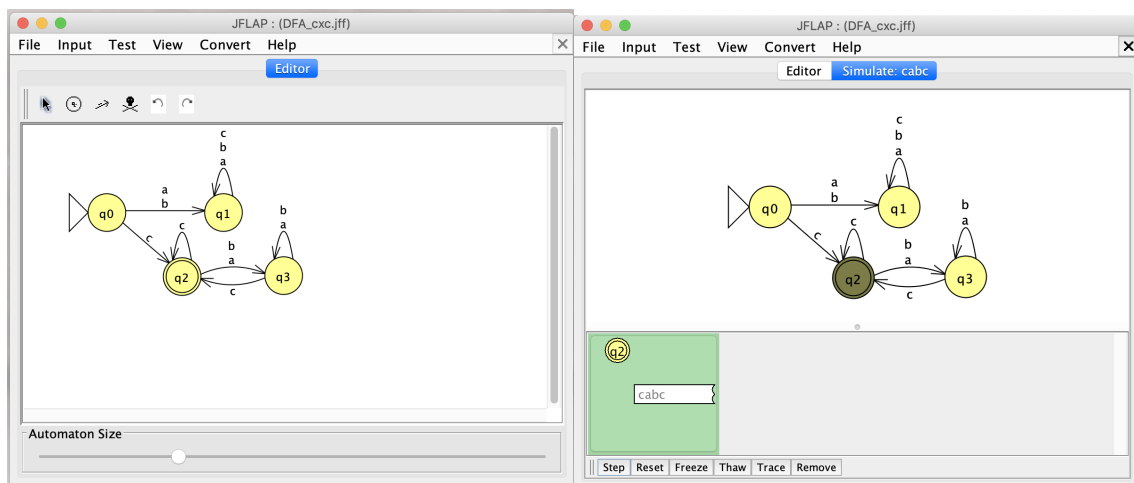 JFLAP : (DFA_cxc.jff)
File Input Test View Convert Help
Editor
c
b
a
a
b
q0
q1
c
c
b
a
b
a
q2
q3
c
Automaton Size
JFLAP : (DFA_cxc.jff)
File Input Test View Convert Help
Editor Simulate: cabc
c
b
a
a
b
q0
q1
c
c
b
a
b
a
q2
q3
c
q2
cabc
Step Reset Freeze Thaw Trace Remove